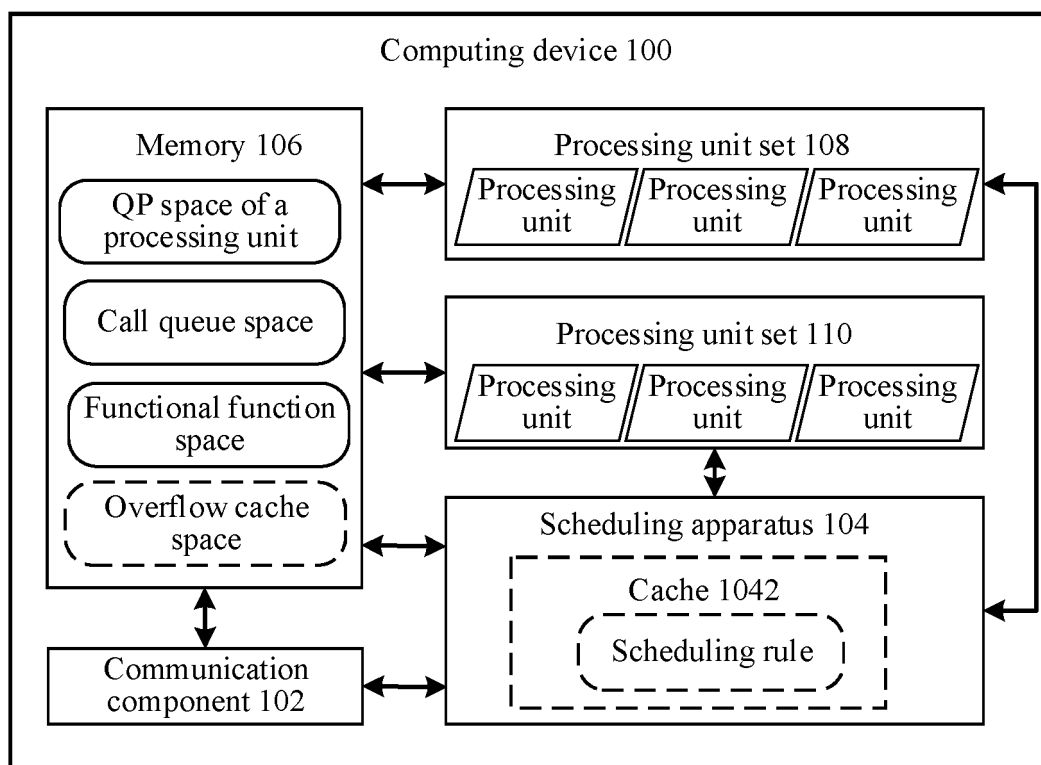 Computing device 100
Memory 106
QP space of a
processing unit
Call queue space
Functional function
space
Overflow cache
space
Communication
component 102
Processing unit set 108
Processing
unit
Processing
unit
Processing
unit
Processing unit set 110
Processing
unit
Processing
unit
Processing
unit
Scheduling apparatus 104
Cache 1042
Scheduling rule